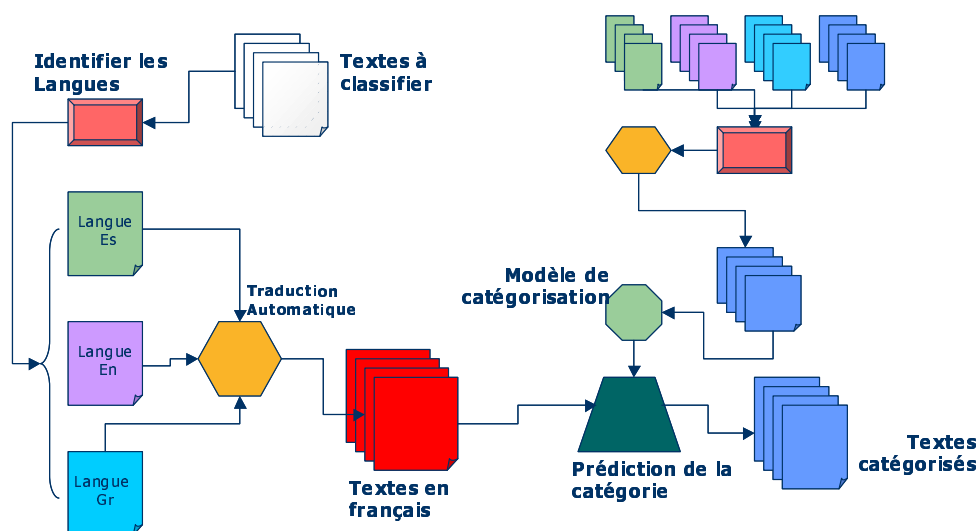 Identifier les
Langues
Textes à
classifier
Langue
Es
Langue
En
Langue
Gr
Traduction
Automatique
Textes en
français
Modèle de
catégorisation
Prédiction de la
catégorie
Textes
catégorisés